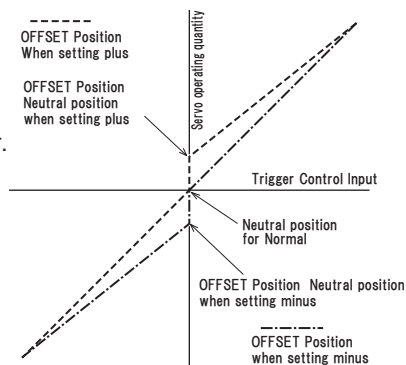 OFFSET Position
When setting plus
Servo operating quantity
OFFSET Position
Neutral position
when setting plus
.
Trigger Control Input
Neutral position
for Normal
OFFSET Position Neutral position
when setting minus
OFFSET Position
when setting minus